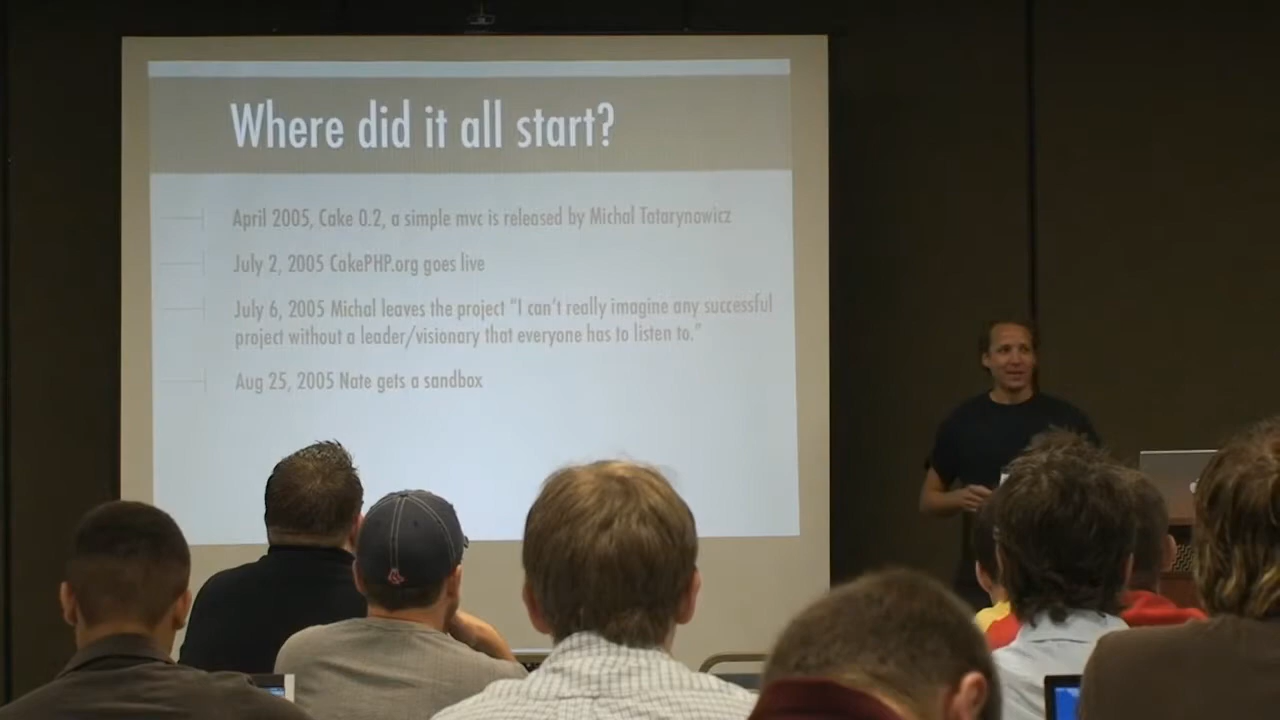 Where did it all start?
April 2005, Cake 0.2, a simple mvc is released by Michal Tatarynowicz
July 2, 2005 CakePHP.org goes live
July 6, 2005 Michal leaves the project "I can't really imagine any successful
project without a leader/visionary that everyone has to listen to."
Aug 25, 2005 Nate gets a sandbox